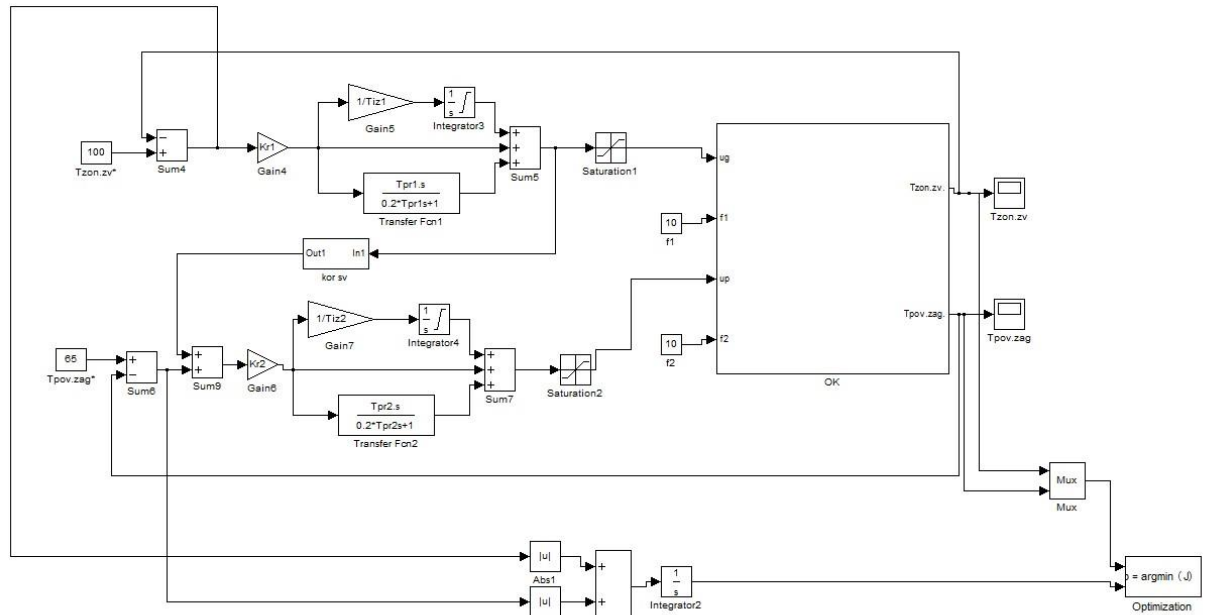 1/Tiz1
Gain5
1
s
Integrator3
100
Tzon.zv*
−
+
Sum4
Kr1
Gain4
+
+
+
Sum5
Saturation1
Tpr1.s
0.2*Tpr1s+1
Transfer Fcn1
Out1
In1
kor sv
ug
f1
up
f2
Tzon.zv.
Tpov.zag.
OK
10
f1
10
f2
Tzon.zv
Tpov.zag
1/Tiz2
Gain7
1
s
Integrator4
65
Tpov.zag*
+
−
Sum6
+
+
Sum9
Kr2
Gain6
+
+
+
Sum7
Saturation2
Tpr2.s
0.2*Tpr2s+1
Transfer Fcn2
Mux
Mux
|u|
Abs1
|u|
+
+
1
s
Integrator2
= argmin (J)
Optimization